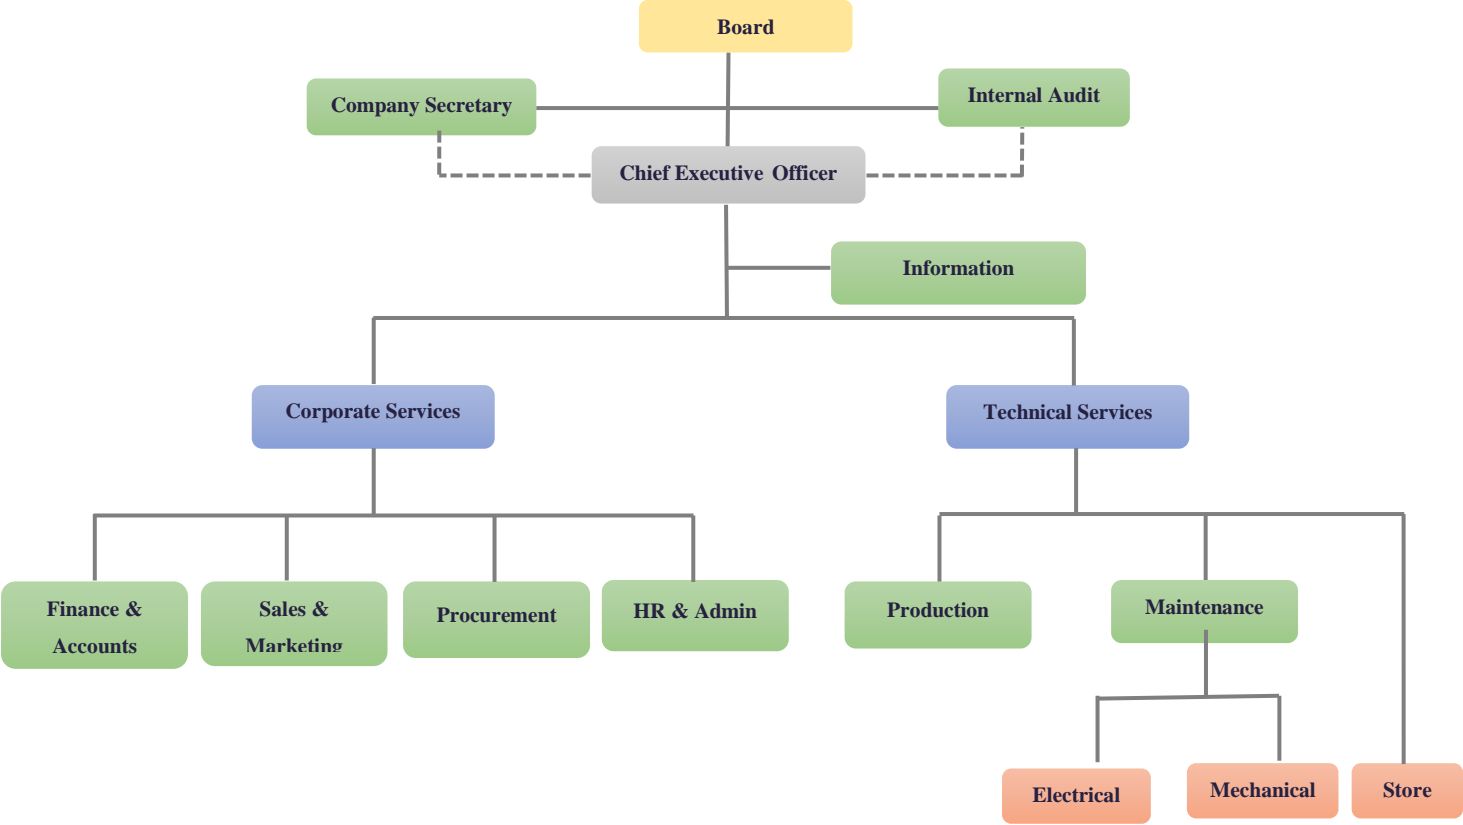 Board
Company Secretary
Internal Audit
Chief Executive Officer
Information
Corporate Services
Technical Services
Finance &
Accounts
Sales &
Marketing
Procurement
HR & Admin
Production
Maintenance
Electrical
Mechanical
Store